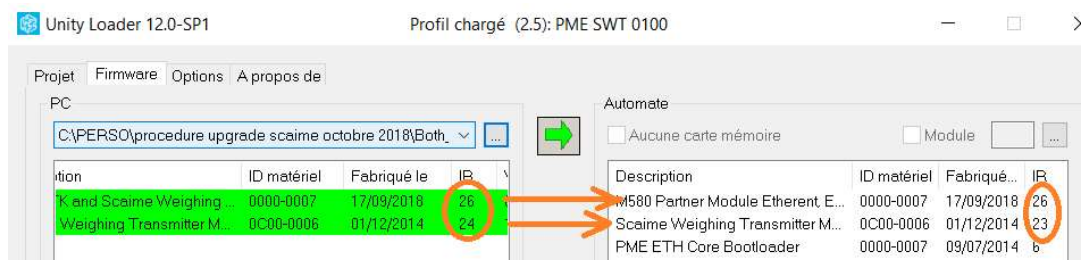 Unity Loader 12.0-SP1 Profil chargé (2.5): PME SWT 0100
Projet Firmware Options A propos de
PC Automate
C:\PERSO\procedure upgrade scaime octobre 2018\Both_ ... Aucune carte mémoire Module ...
tion ID matériel Fabriqué le IR Description ID matériel Fabriqué... IR
TK and Scaime Weighing ... 0000-0007 17/09/2018 26 M580 Partner Module Etherent, E... 0000-0007 17/09/2018 26
Weighing Transmitter M... 0C00-0006 01/12/2014 24 Scaime Weighing Transmitter M... 0C00-0006 01/12/2014 23
PME ETH Core Bootloader 0000-0007 09/07/2014 6